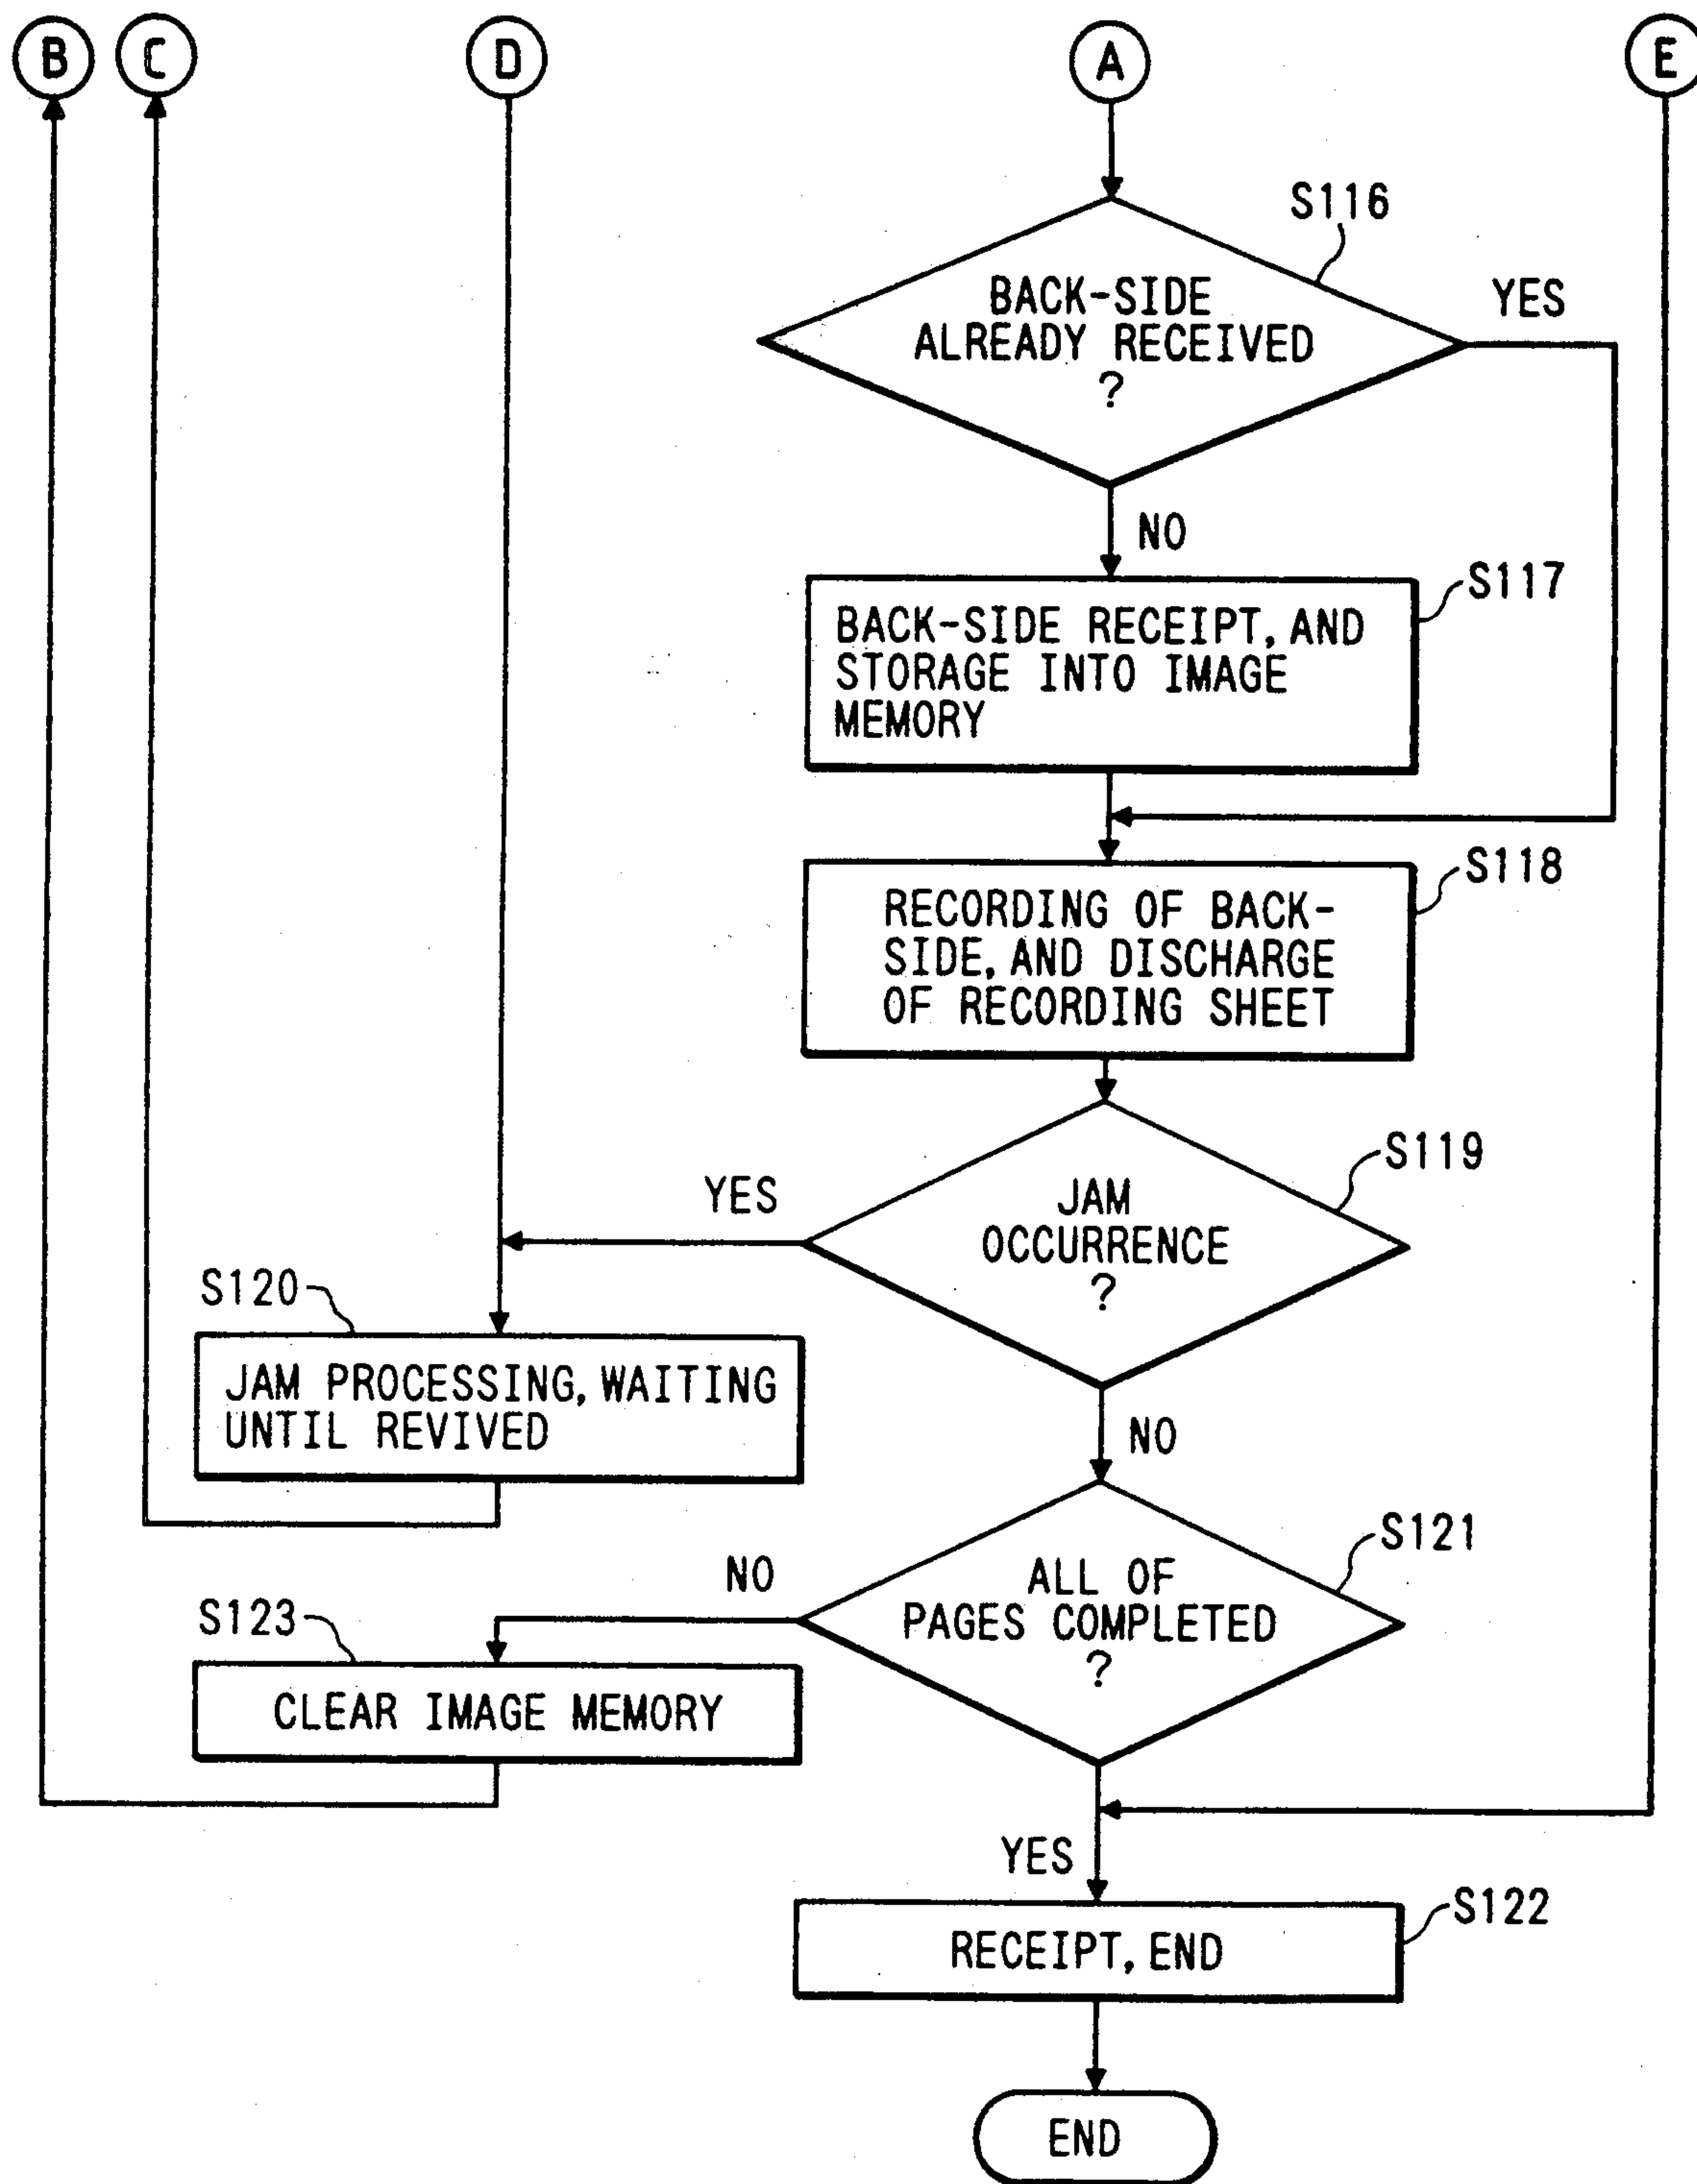 B
C
D
A
E
S116
BACK-SIDE
ALREADY RECEIVED
?
YES
NO
S117
BACK-SIDE RECEIPT, AND
STORAGE INTO IMAGE
MEMORY
S118
RECORDING OF BACK-
SIDE, AND DISCHARGE
OF RECORDING SHEET
S119
JAM
OCCURRENCE
?
YES
S120
JAM PROCESSING, WAITING
UNTIL REVIVED
NO
S121
ALL OF
PAGES COMPLETED
?
NO
S123
CLEAR IMAGE MEMORY
YES
S122
RECEIPT, END
END